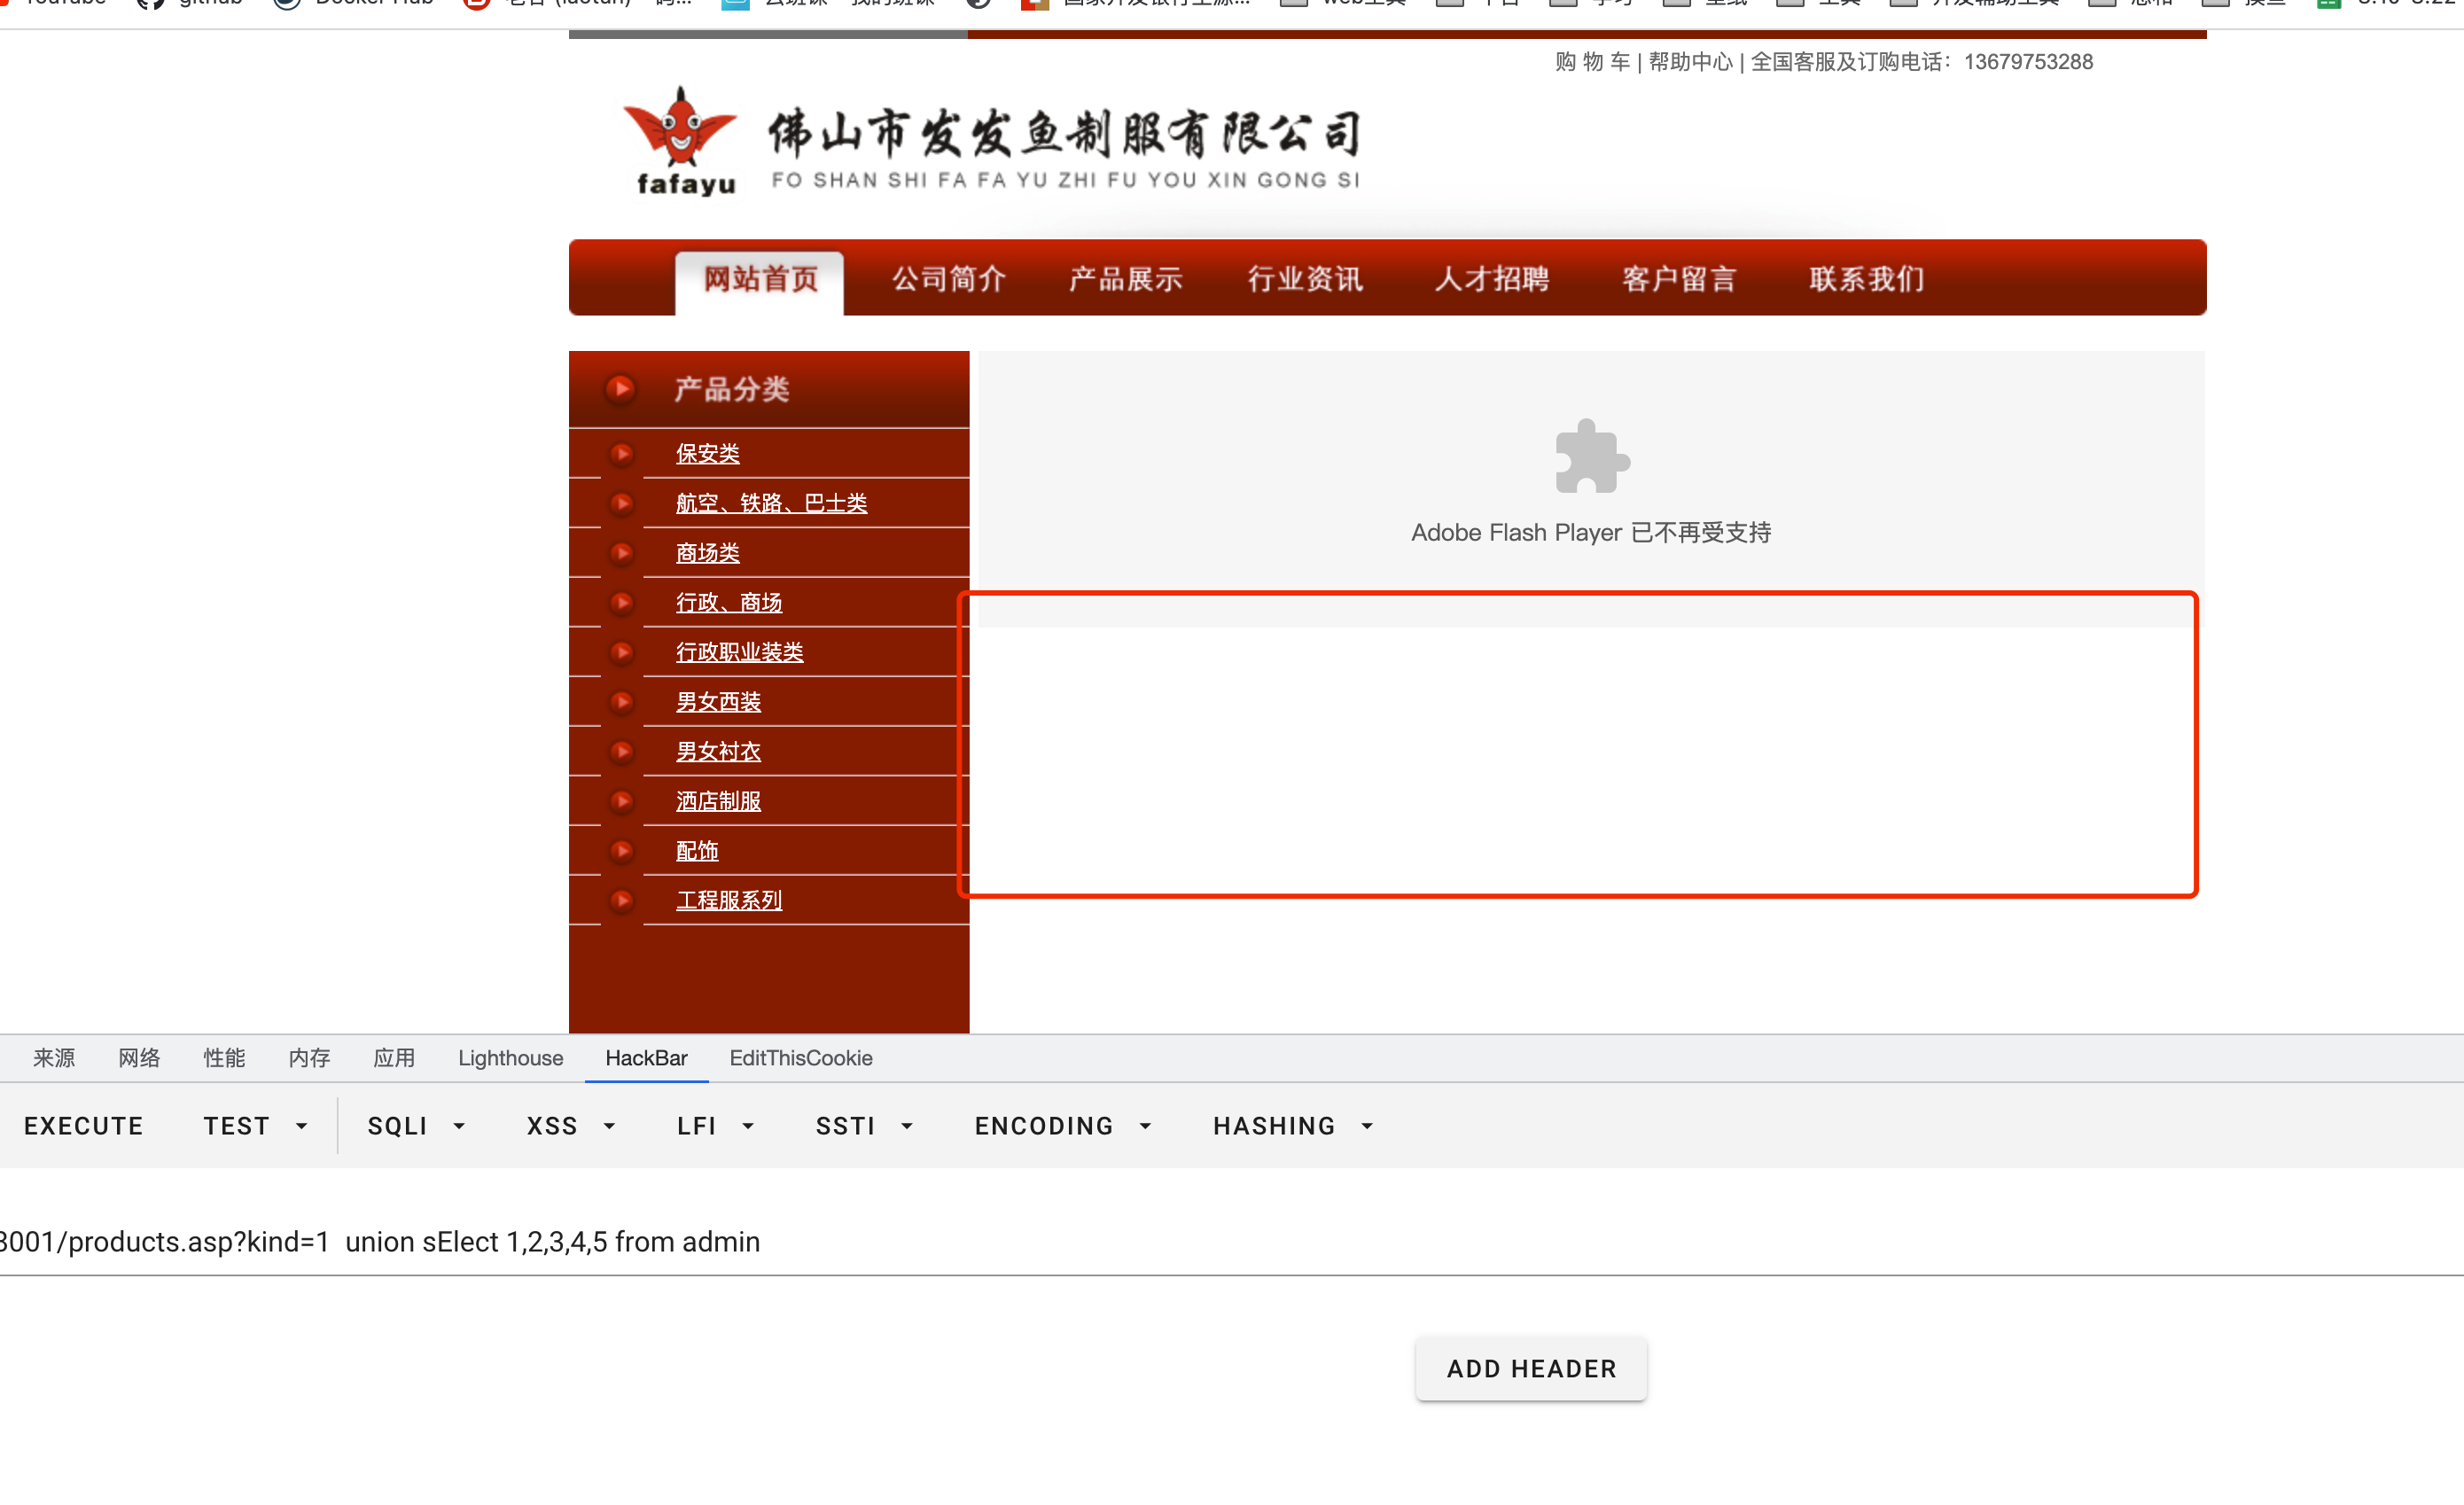 购 物 车 | 帮助中心 | 全国客服及订购电话：13679753288
佛山市发发鱼制服有限公司
fafayu
FO SHAN SHI FA FA YU ZHI FU YOU XIN GONG SI
网站首页 公司简介 产品展示 行业资讯 人才招聘 客户留言 联系我们
产品分类
保安类
航空、铁路、巴士类
商场类
行政、商场
行政职业装类
男女西装
男女衬衣
酒店制服
配饰
工程服系列
Adobe Flash Player 已不再受支持
来源 网络 性能 内存 应用 Lighthouse HackBar EditThisCookie
EXECUTE TEST SQLI XSS LFI SSTI ENCODING HASHING
3001/products.asp?kind=1  union sElect 1,2,3,4,5 from admin
ADD HEADER